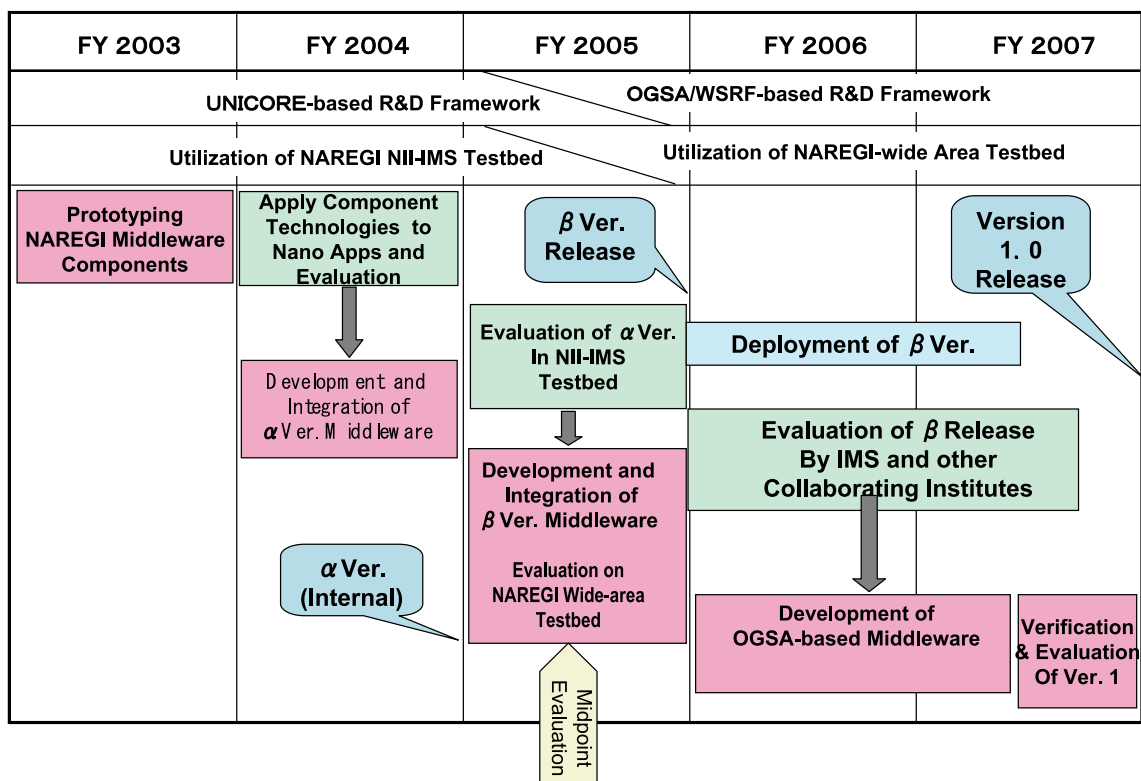 FY 2003
FY 2004
FY 2005
FY 2006
FY 2007
UNICORE-based R&D Framework
OGSA/WSRF-based R&D Framework
Utilization of NAREGI NII-IMS Testbed
Utilization of NAREGI-wide Area Testbed
Prototyping
NAREGI Middleware
Components
Apply Component
Technologies to
Nano Apps and
Evaluation
Development and
Integration of
αVer. Middleware
α Ver.
(Internal)
β Ver.
Release
Evaluation of α Ver.
In NII-IMS
Testbed
Development and
Integration of
β Ver. Middleware
Evaluation on
NAREGI Wide-area
Testbed
Midpoint
Evaluation
Version
1. 0
Release
Deployment of β Ver.
Evaluation of β Release
By IMS and other
Collaborating Institutes
Development of
OGSA-based Middleware
Verification
& Evaluation
Of Ver. 1